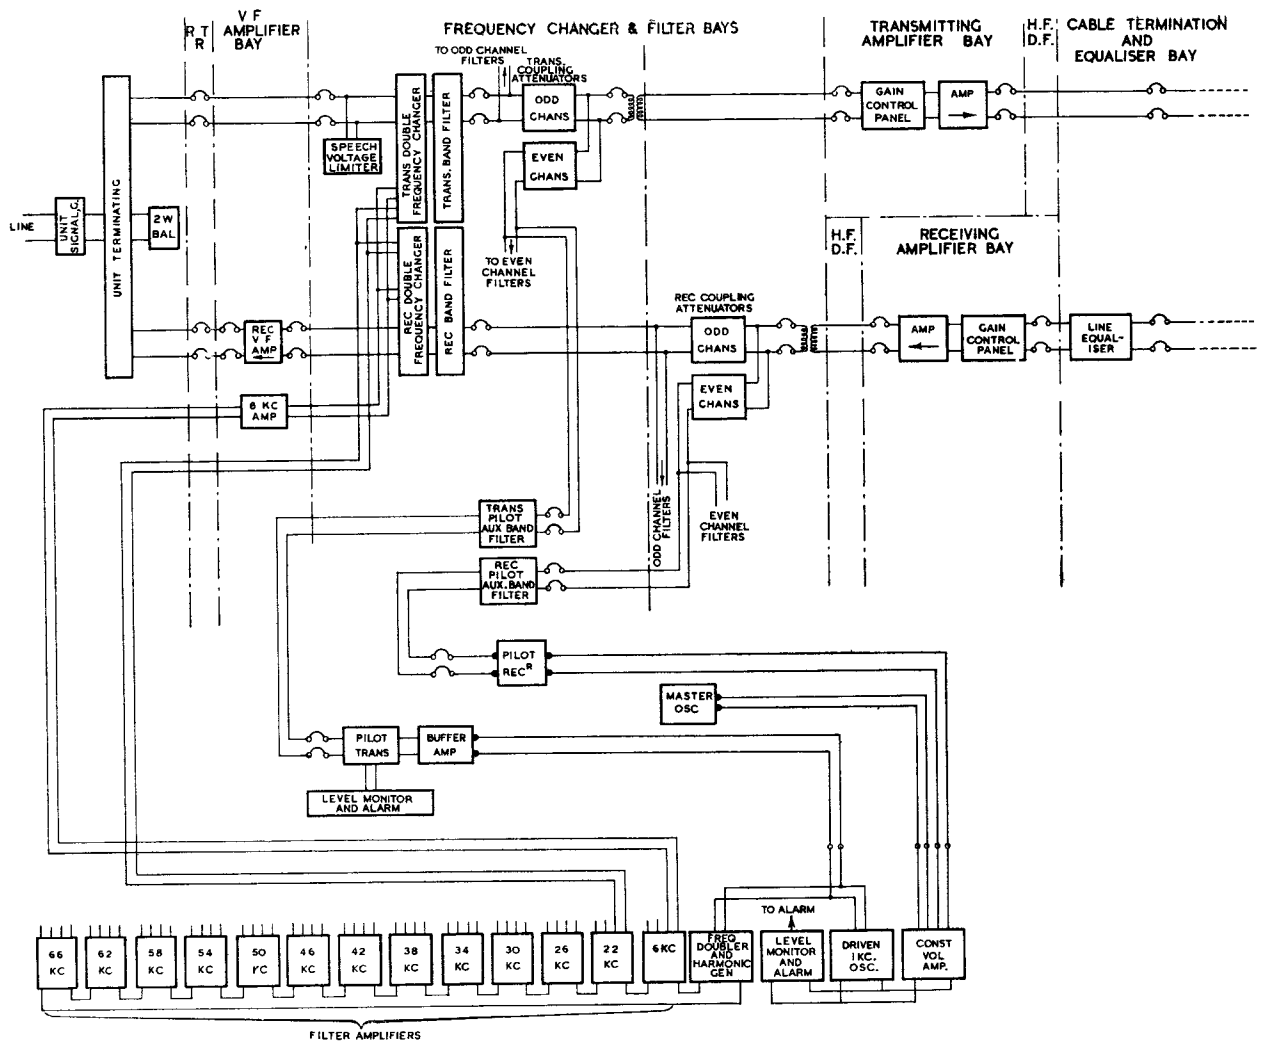 R T
R
V F
AMPLIFIER
BAY
FREQUENCY CHANGER & FILTER BAYS
TRANSMITTING
AMPLIFIER BAY
H.F.
D.F.
CABLE TERMINATION
AND
EQUALISER BAY
TO ODD CHANNEL
FILTERS
TRANS.
COUPLING
ATTENUATORS
ODD
CHANS
EVEN
CHANS
GAIN
CONTROL
PANEL
AMP
SPEECH
VOLTAGE
LIMITER
TRANS DOUBLE
FREQUENCY CHANGER
TRANS. BAND FILTER
LINE
UNIT
SIGNAL,G.
UNIT TERMINATING
2W
BAL
TO EVEN
CHANNEL
FILTERS
REC DOUBLE
FREQUENCY CHANGER
REC BAND FILTER
H.F.
D.F.
RECEIVING
AMPLIFIER BAY
REC COUPLING
ATTENUATORS
ODD
CHANS
EVEN
CHANS
REC
V F
AMP
AMP
GAIN
CONTROL
PANEL
LINE
EQUAL-
ISER
6 KC
AMP
ODD CHANNEL
FILTERS
EVEN
CHANNEL
FILTERS
TRANS
PILOT
AUX BAND
FILTER
REC
PILOT
AUX.BAND
FILTER
PILOT
RECR
MASTER
OSC
PILOT
TRANS
BUFFER
AMP
LEVEL MONITOR
AND ALARM
TO ALARM
66
KC
62
KC
58
KC
54
KC
50
KC
46
KC
42
KC
38
KC
34
KC
30
KC
26
KC
22
KC
6KC
FREQ
DOUBLER
AND
HARMONIC
GEN
LEVEL
MONITOR
AND
ALARM
DRIVEN
1 KC.
OSC.
CONST
VOL
AMP.
FILTER AMPLIFIERS